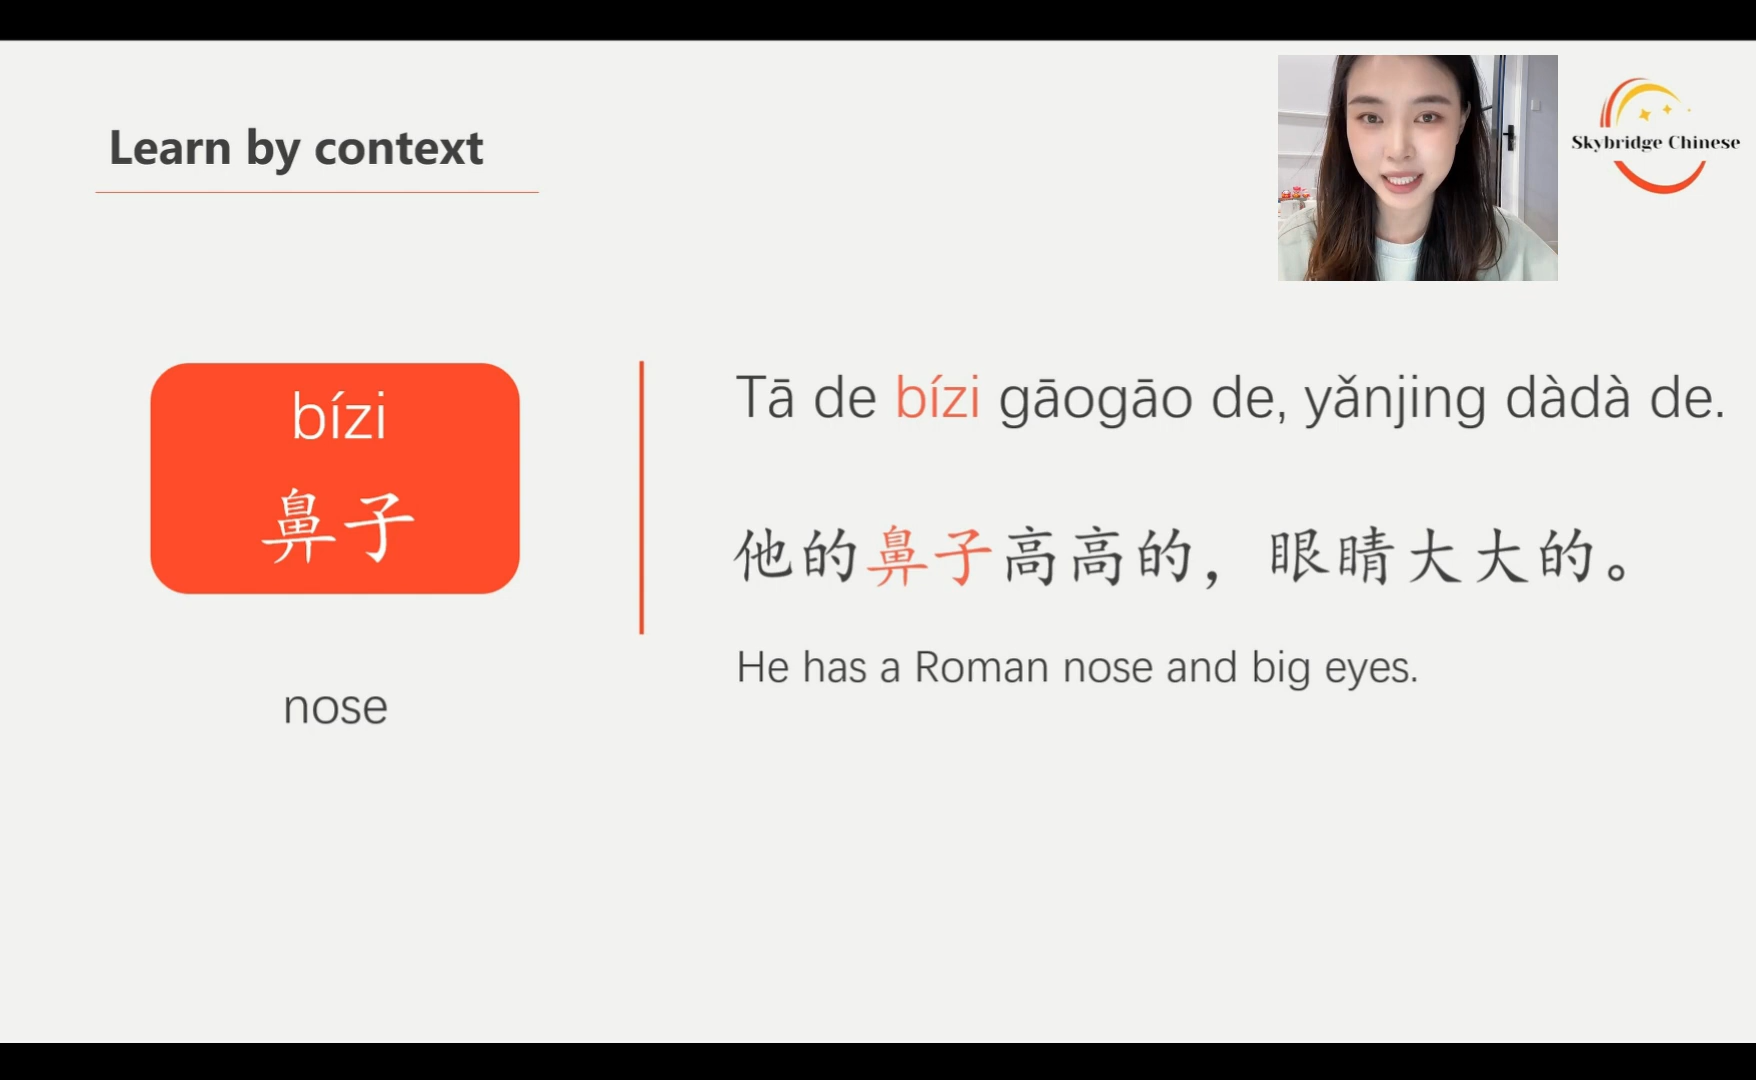 Learn by context
Skybridge Chinese
bízi
鼻子
nose
Tā de bízi gāogāo de, yǎnjing dàdà de.
他的鼻子高高的，眼睛大大的。
He has a Roman nose and big eyes.